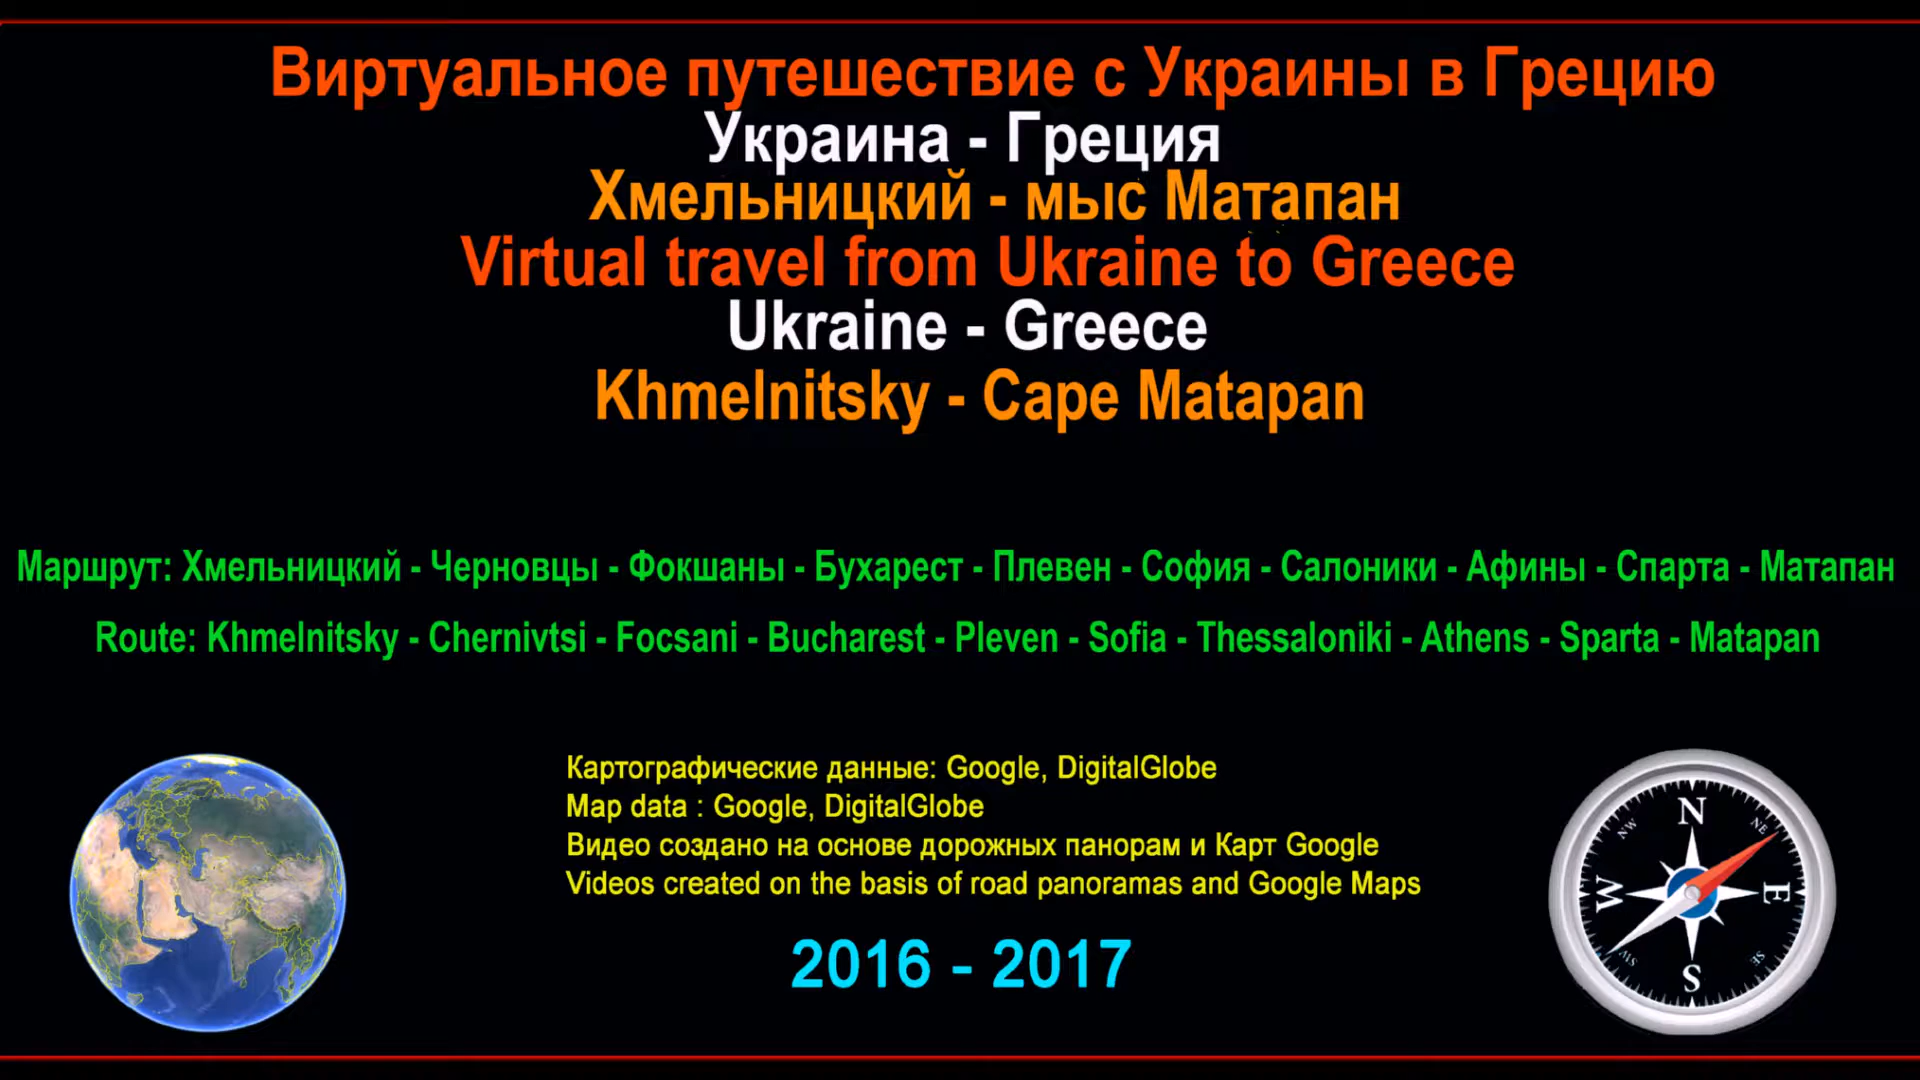 Виртуальное путешествие с Украины в Грецию
Украина - Греция
Хмельницкий - мыс Матапан
Virtual travel from Ukraine to Greece
Ukraine - Greece
Khmelnitsky - Cape Matapan
Маршрут: Хмельницкий - Черновцы - Фокшаны - Бухарест - Плевен - София - Салоники - Афины - Спарта - Матапан
Route: Khmelnitsky - Chernivtsi - Focsani - Bucharest - Pleven - Sofia - Thessaloniki - Athens - Sparta - Matapan
Картографические данные: Google, DigitalGlobe
Map data : Google, DigitalGlobe
Видео создано на основе дорожных панорам и Карт Google
Videos created on the basis of road panoramas and Google Maps
2016 - 2017
N
NW
NE
W
E
SW
SE
S